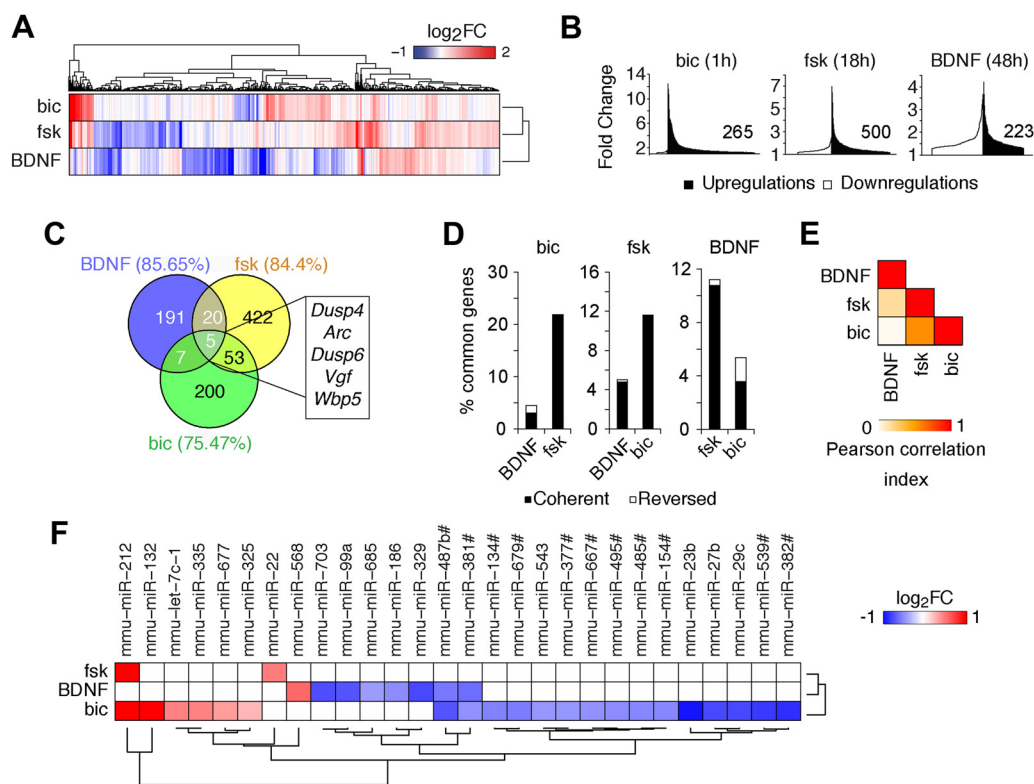 A
log2FC
-1 2
bic
fsk
BDNF
B
bic (1h) fsk (18h) BDNF (48h)
Fold Change
14
12
10
8
6
4
2
265
7
5
3
1
500
4
3
2
1
223
Upregulations Downregulations
C
BDNF (85.65%) fsk (84.4%)
191 20 422
5
7 53
200
bic (75.47%)
Dusp4
Arc
Dusp6
Vgf
Wbp5
D
bic fsk BDNF
% common genes
30
20
10
0
BDNF fsk
16
12
8
4
0
BDNF bic
12
8
4
0
fsk bic
Coherent Reversed
E
BDNF
fsk
bic
BDNF fsk bic
0 1
Pearson correlation
index
F
mmu-miR-212
mmu-miR-132
mmu-let-7c-1
mmu-miR-335
mmu-miR-677
mmu-miR-325
mmu-miR-22
mmu-miR-568
mmu-miR-703
mmu-miR-99a
mmu-miR-685
mmu-miR-186
mmu-miR-329
mmu-miR-487b#
mmu-miR-381#
mmu-miR-134#
mmu-miR-679#
mmu-miR-543
mmu-miR-377#
mmu-miR-667#
mmu-miR-495#
mmu-miR-485#
mmu-miR-154#
mmu-miR-23b
mmu-miR-27b
mmu-miR-29c
mmu-miR-539#
mmu-miR-382#
log2FC
-1 1
fsk
BDNF
bic